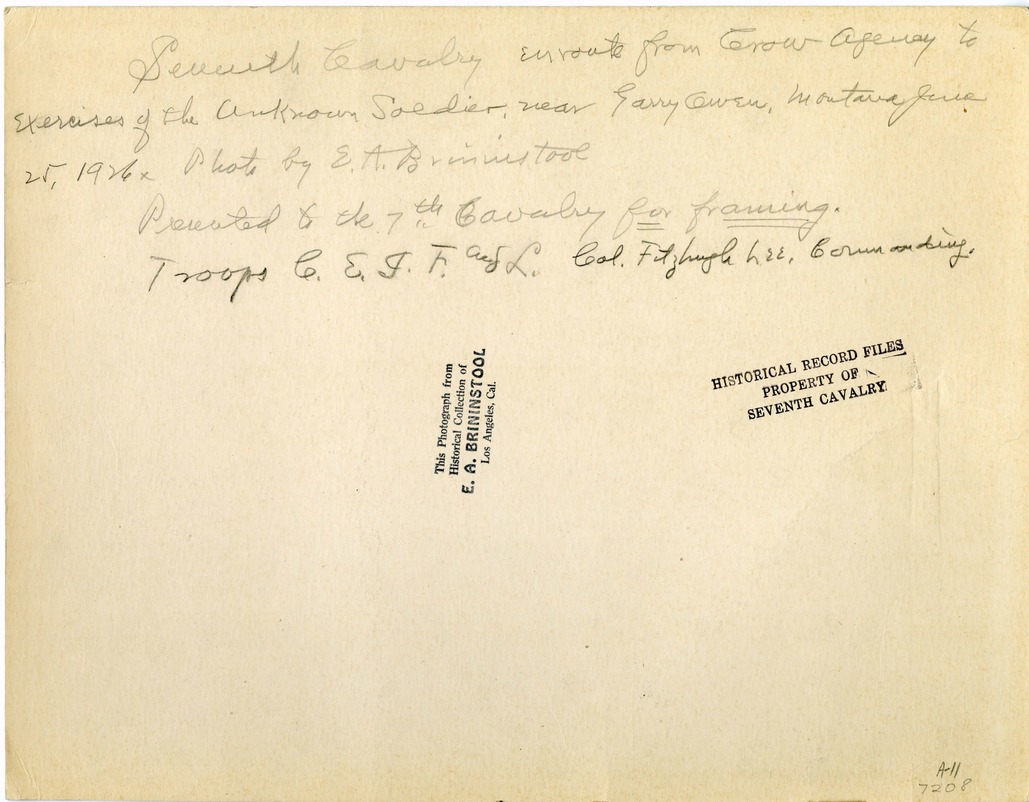 Seventh Cavalry enroute from Crow Agency to
exercises of the Unknown Soldier, near Garry Owen, Montana June
25, 1926x Photo by E. A. Brininstool
Presented to the 7th Cavalry for framing.
Troops C. E. I. F. and L. Col. Fitzhugh Lee, Commanding.
This Photograph from
Historical Collection of
E. A. BRININSTOOL
Los Angeles, Cal.
HISTORICAL RECORD FILES
PROPERTY OF
SEVENTH CAVALRY
A-11
7208